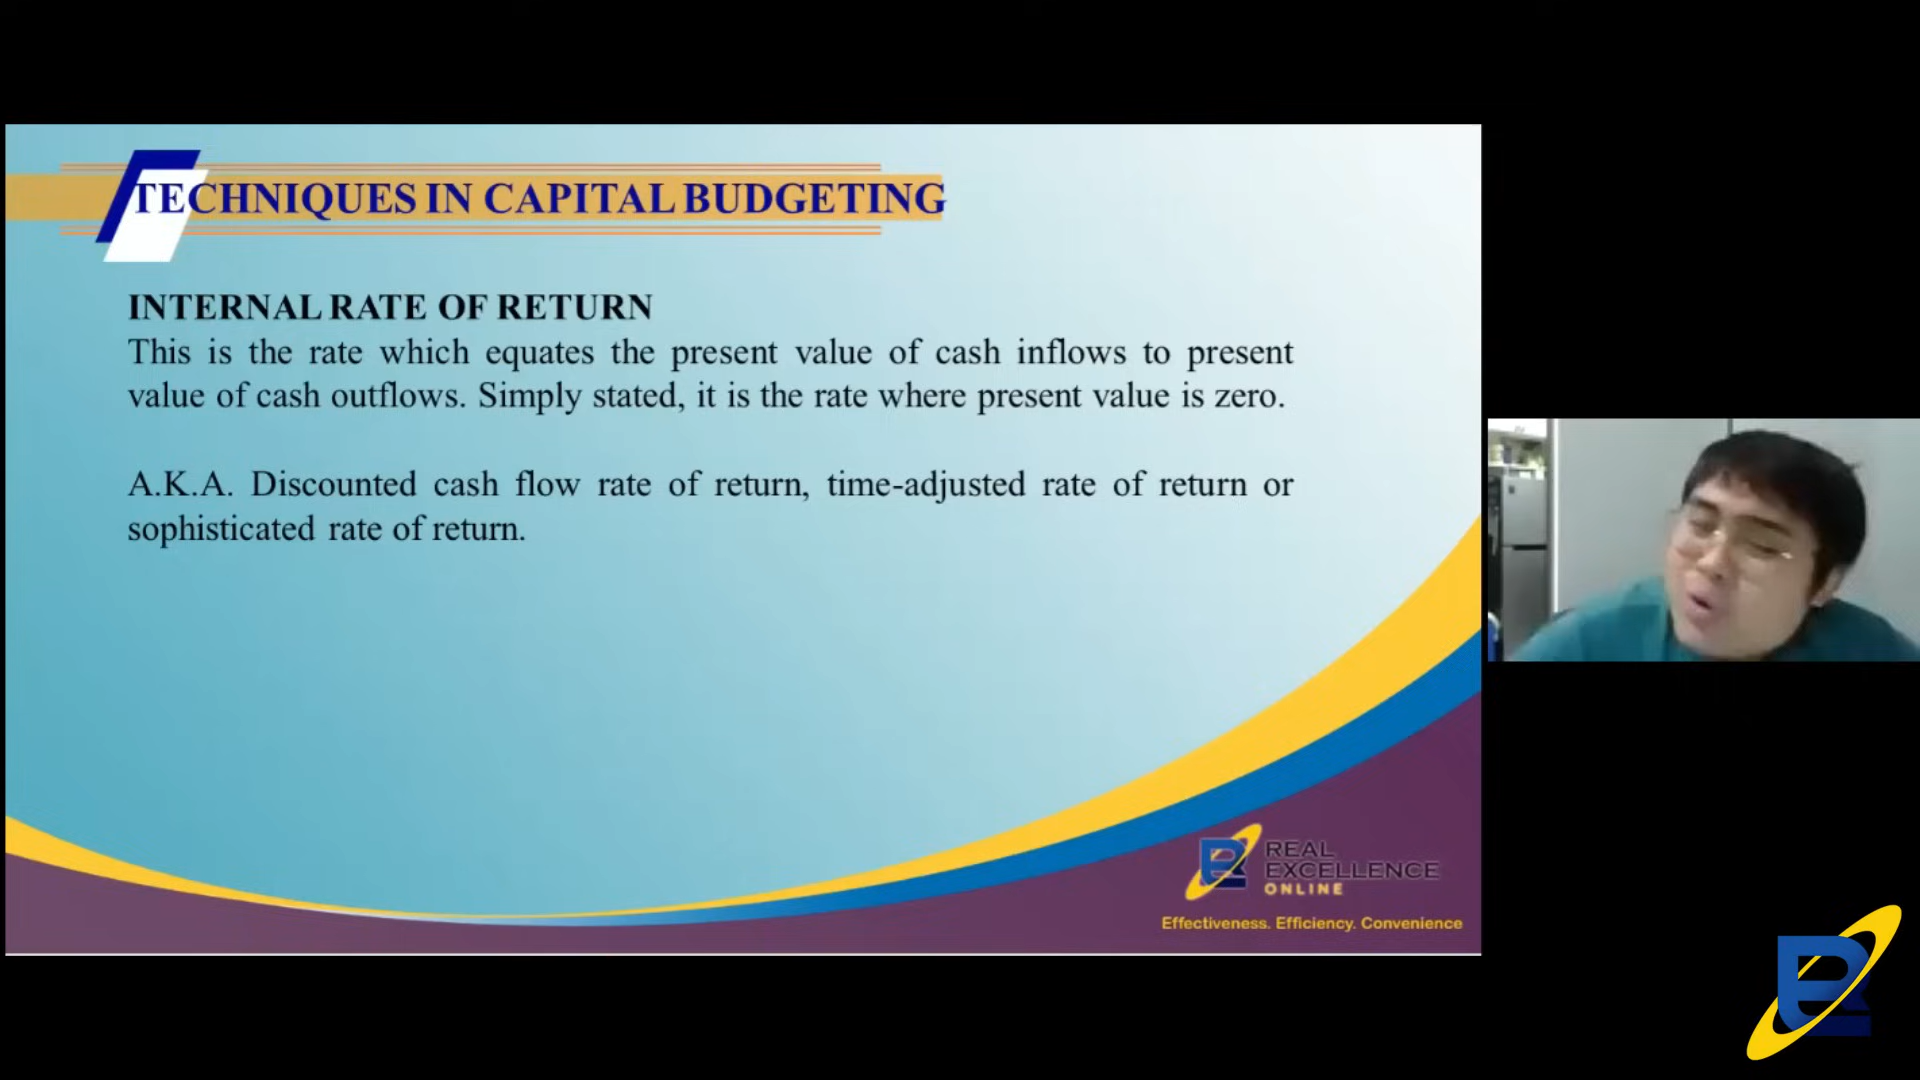 TECHNIQUES IN CAPITAL BUDGETING
INTERNAL RATE OF RETURN
This is the rate which equates the present value of cash inflows to present
value of cash outflows. Simply stated, it is the rate where present value is zero.
A.K.A. Discounted cash flow rate of return, time-adjusted rate of return or
sophisticated rate of return.
REAL
EXCELLENCE
ONLINE
Effectiveness. Efficiency. Convenience